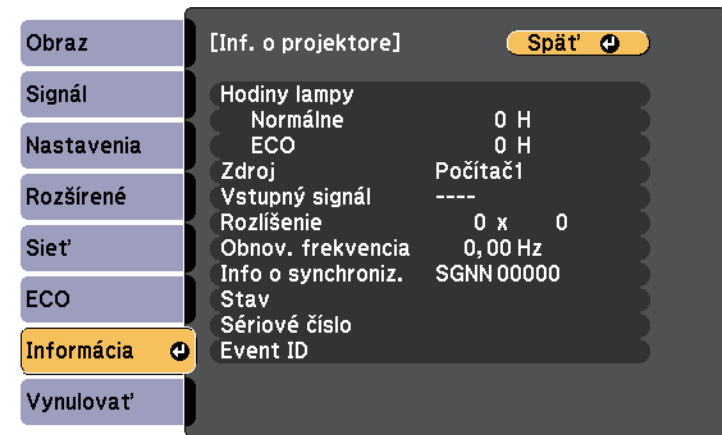 Obraz
Signál
Nastavenia
Rozšírené
Sieť
ECO
Informácia
Vynulovať
[Inf. o projektore]
Späť
Hodiny lampy
Normálne 0 H
ECO 0 H
Zdroj Počítač1
Vstupný signál ----
Rozlíšenie 0 x 0
Obnov. frekvencia 0,00 Hz
Info o synchroniz. SGNN 00000
Stav
Sériové číslo
Event ID